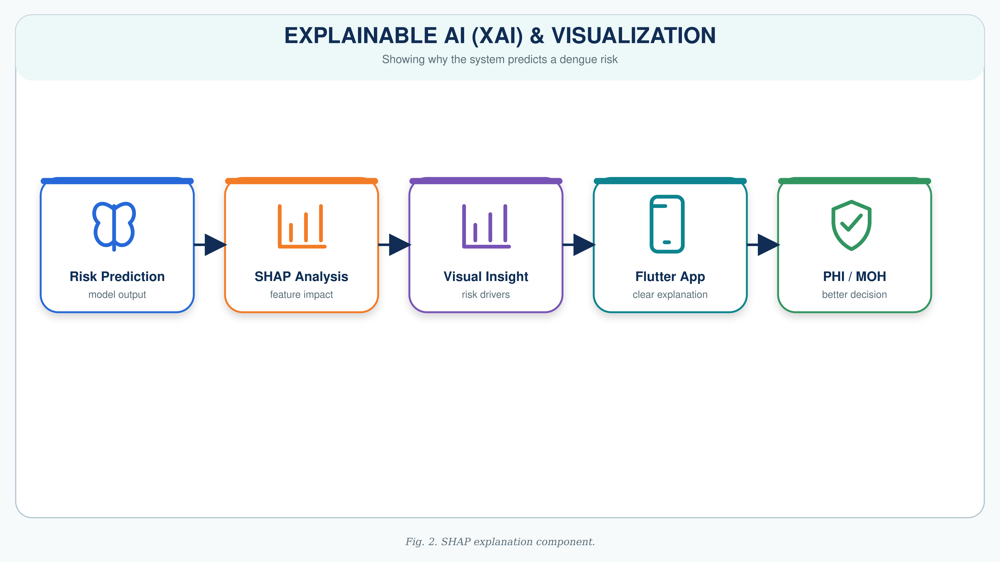 EXPLAINABLE AI (XAI) & VISUALIZATION
Showing why the system predicts a dengue risk
Risk Prediction
model output
SHAP Analysis
feature impact
Visual Insight
risk drivers
Flutter App
clear explanation
PHI / MOH
better decision
Fig. 2. SHAP explanation component.